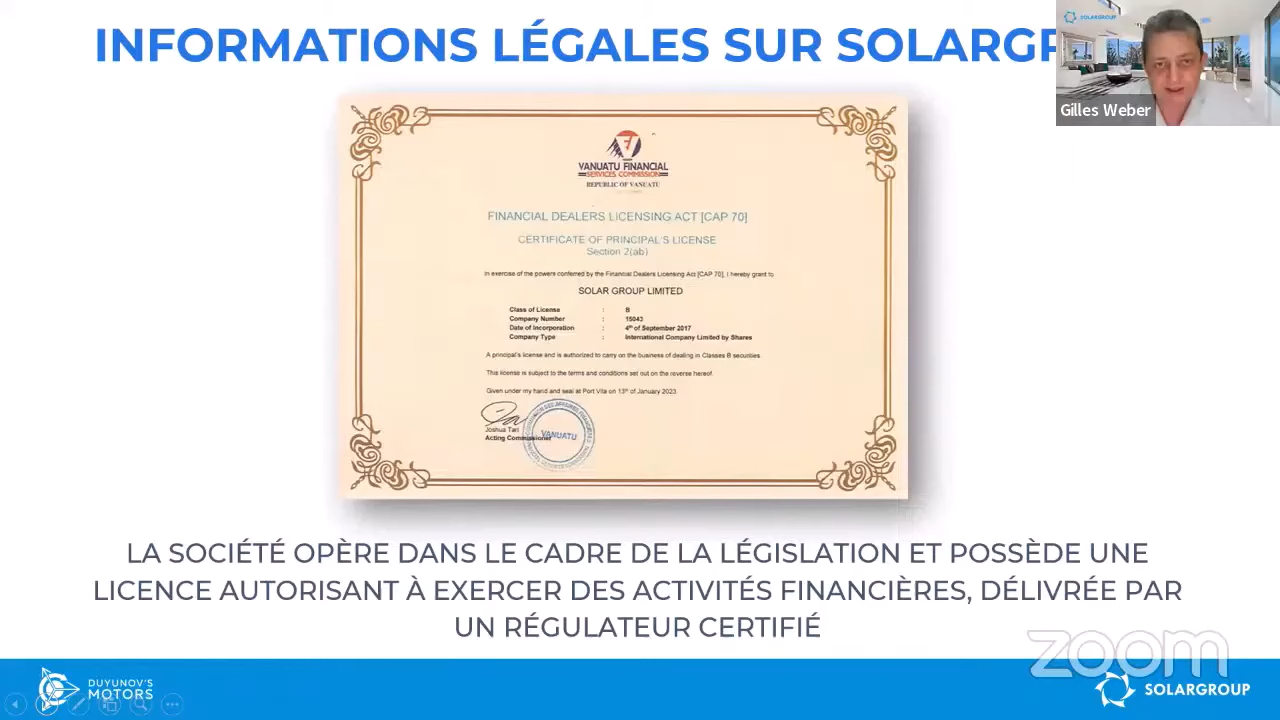 INFORMATIONS LÉGALES SUR SOLARGR
SOLARGROUP
Gilles Weber
VANUATU FINANCIAL
SERVICES COMMISSION
REPUBLIC OF VANUATU
FINANCIAL DEALERS LICENSING ACT [CAP 70]
CERTIFICATE OF PRINCIPAL'S LICENSE
Section 2(ab)
In exercise of the powers conferred by the Financial Dealers Licensing Act [CAP 70], I hereby grant to
SOLAR GROUP LIMITED
Class of License : B
Company Number : 15043
Date of Incorporation : 4th of September 2017
Company Type : International Company Limited by Shares
A principal's license and is authorized to carry on the business of dealing in Classes B securities.
This license is subject to the terms and conditions set out on the reverse hereof.
Given under my hand and seal at Port Vila on 13th of January 2023.
Joshua Tari
Acting Commissioner
VANUATU
LA SOCIÉTÉ OPÈRE DANS LE CADRE DE LA LÉGISLATION ET POSSÈDE UNE
LICENCE AUTORISANT À EXERCER DES ACTIVITÉS FINANCIÈRES, DÉLIVRÉE PAR
UN RÉGULATEUR CERTIFIÉ
zoom
DUYUNOV'S
MOTORS
SOLARGROUP